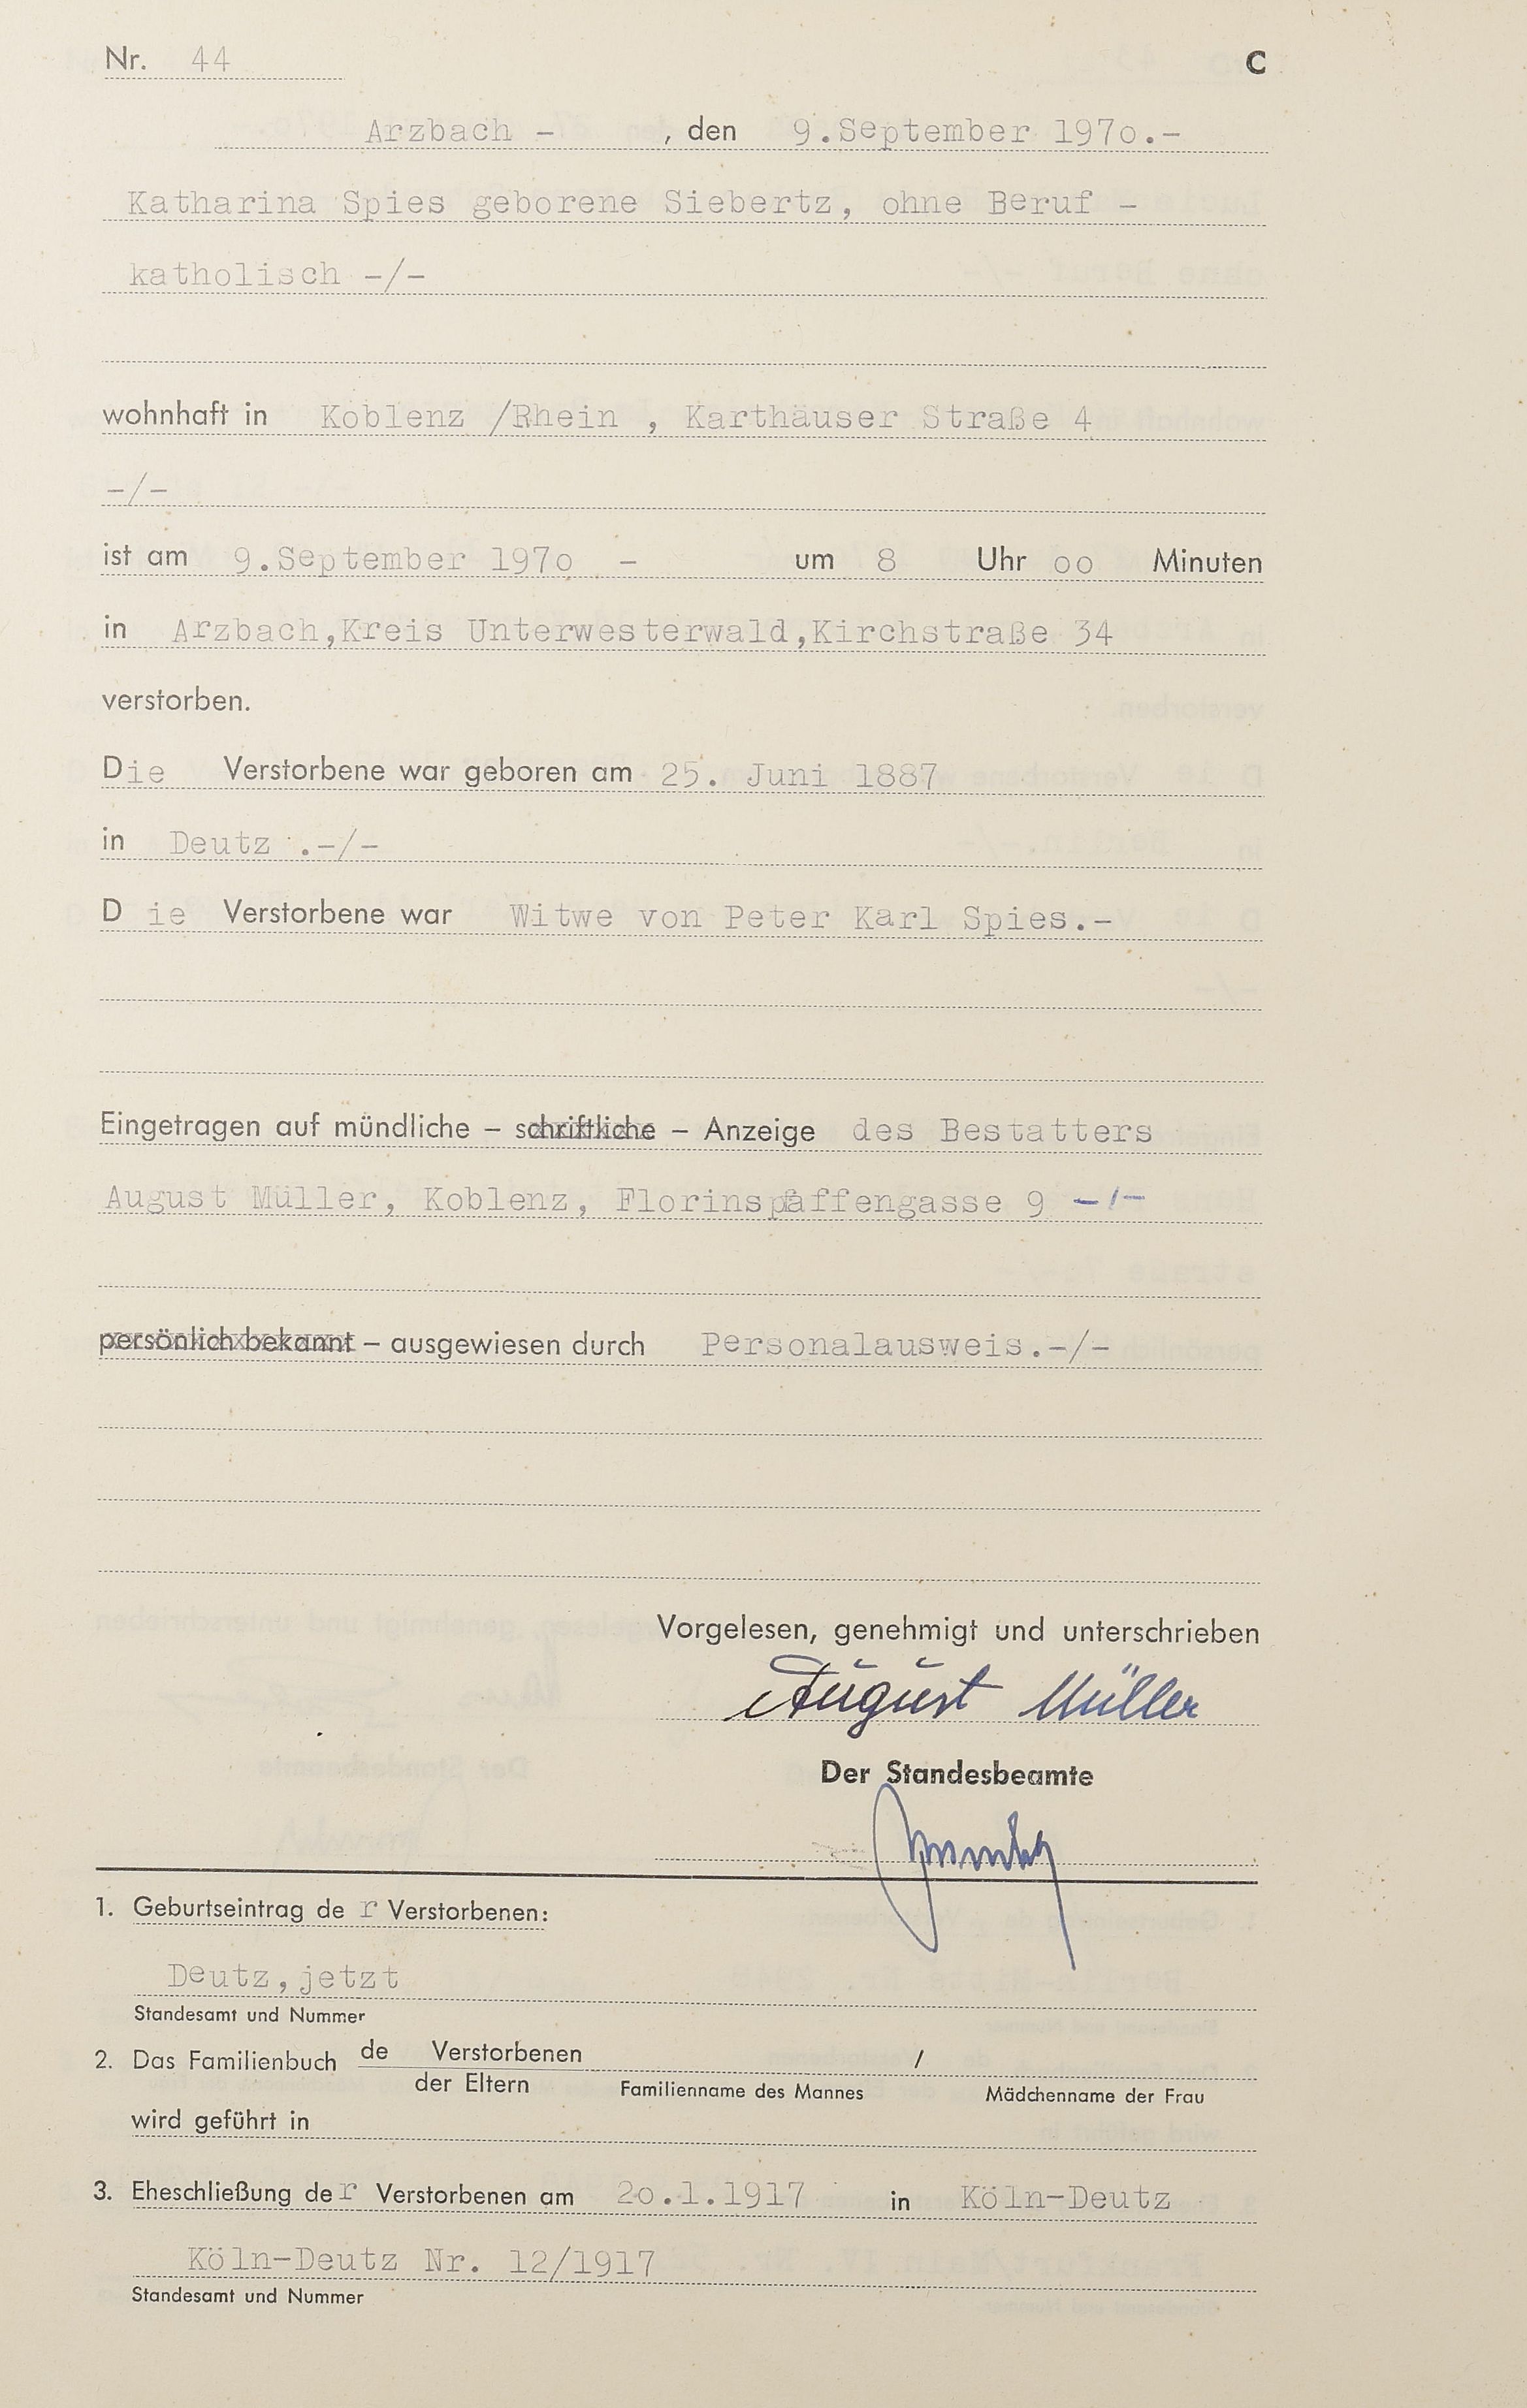 Nr. 44 C
Arzbach - , den 9.September 197o.-
Katharina Spies geborene Siebertz, ohne Beruf -
katholisch -/-
wohnhaft in Koblenz /Rhein , Karthäuser Straße 4
-/-
ist am 9.September 197o - um 8 Uhr oo Minuten
in Arzbach,Kreis Unterwesterwald,Kirchstraße 34
verstorben.
Die Verstorbene war geboren am 25. Juni 1887
in Deutz .-/-
D ie Verstorbene war Witwe von Peter Karl Spies.-
Eingetragen auf mündliche – schriftliche – Anzeige des Bestatters
August Müller, Koblenz, Florinspfaffengasse 9 -/-
persönlich bekannt – ausgewiesen durch Personalausweis.-/-
Vorgelesen, genehmigt und unterschrieben
August Müller
Der Standesbeamte
1. Geburtseintrag de r Verstorbenen:
Deutz,jetzt
Standesamt und Nummer
2. Das Familienbuch de Verstorbenen /
der Eltern Familienname des Mannes Mädchenname der Frau
wird geführt in
3. Eheschließung der Verstorbenen am 2o.1.1917 in Köln-Deutz
Köln-Deutz Nr. 12/1917
Standesamt und Nummer